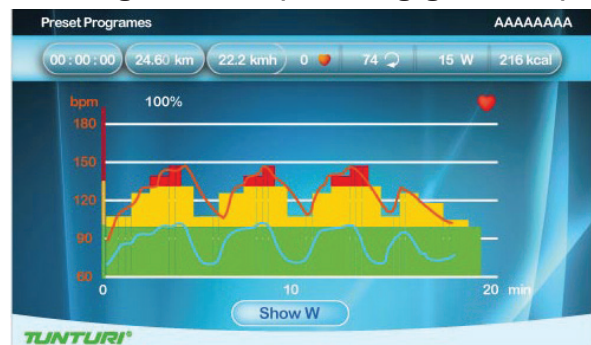 Preset Programes AAAAAAAA
00:00:00 24.60 km 22.2 kmh 0 74 15 W 216 kcal
bpm 100%
180
150
120
90
60
0 10 20 min
Show W
TUNTURI®